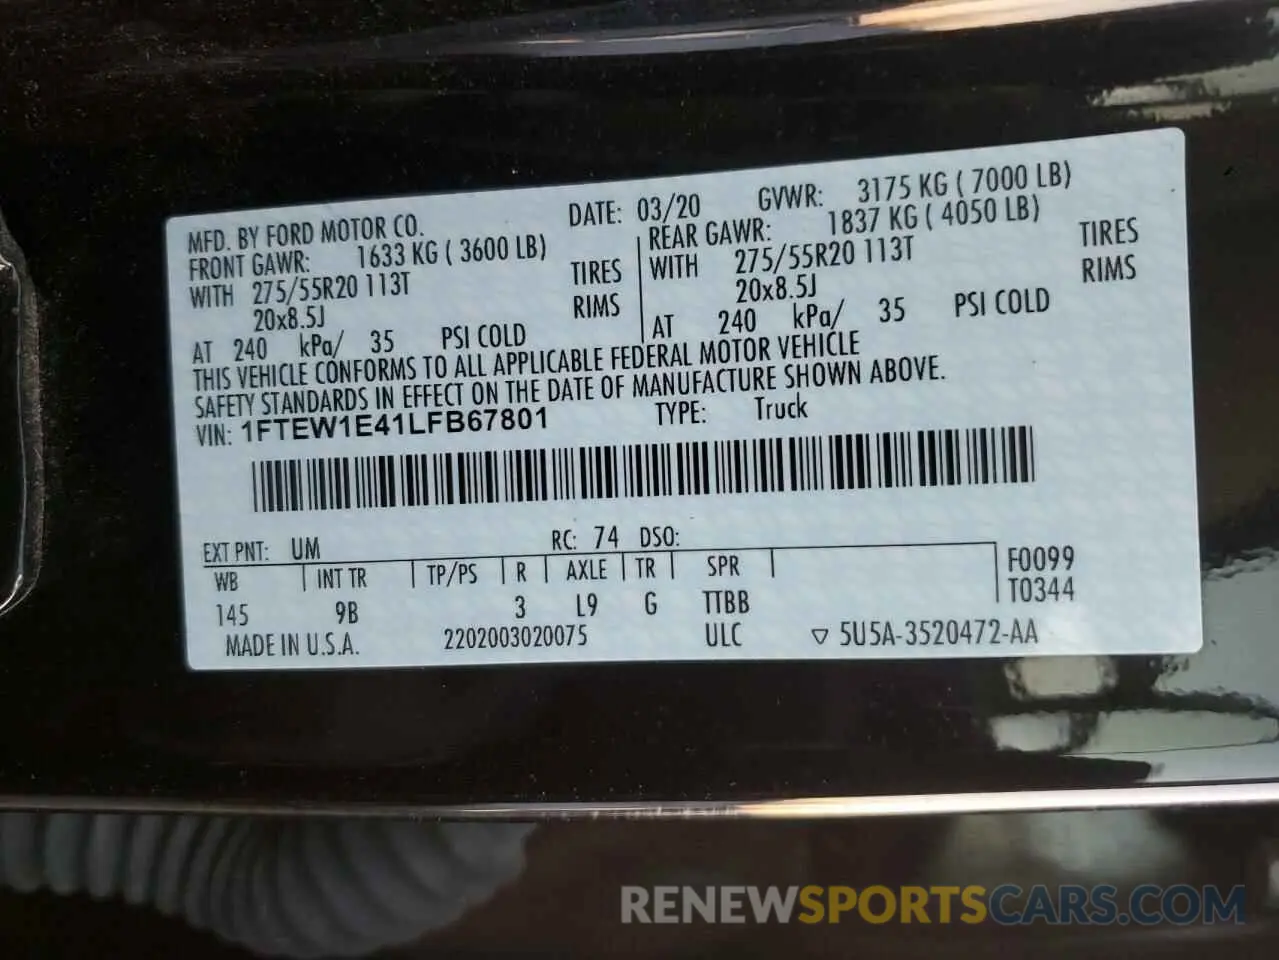 MFD. BY FORD MOTOR CO. DATE: 03/20 GVWR: 3175 KG ( 7000 LB)
FRONT GAWR: 1633 KG ( 3600 LB) REAR GAWR: 1837 KG ( 4050 LB)
WITH 275/55R20 113T TIRES WITH 275/55R20 113T TIRES
20x8.5J RIMS 20x8.5J RIMS
AT 240 kPa/ 35 PSI COLD AT 240 kPa/ 35 PSI COLD
THIS VEHICLE CONFORMS TO ALL APPLICABLE FEDERAL MOTOR VEHICLE
SAFETY STANDARDS IN EFFECT ON THE DATE OF MANUFACTURE SHOWN ABOVE.
VIN: 1FTEW1E41LFB67801 TYPE: Truck
EXT PNT: UM RC: 74 DSO:
WB INT TR TP/PS R AXLE TR SPR F0099
145 9B 3 L9 G TTBB T0344
MADE IN U.S.A. 2202003020075 ULC ▽ 5U5A-3520472-AA
RENEWSPORTSCARS.COM